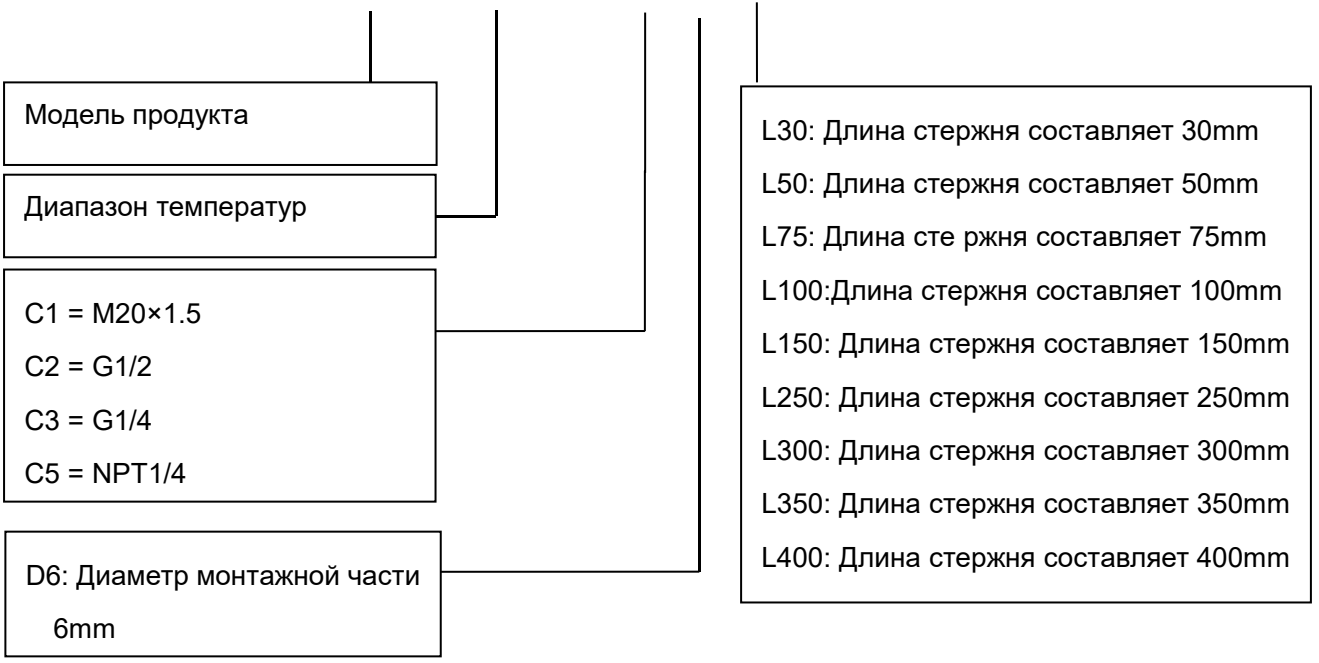 Модель продукта
Диапазон температур
C1 = M20×1.5
C2 = G1/2
C3 = G1/4
C5 = NPT1/4
D6: Диаметр монтажной части
6mm
L30: Длина стержня составляет 30mm
L50: Длина стержня составляет 50mm
L75: Длина сте ржня составляет 75mm
L100:Длина стержня составляет 100mm
L150: Длина стержня составляет 150mm
L250: Длина стержня составляет 250mm
L300: Длина стержня составляет 300mm
L350: Длина стержня составляет 350mm
L400: Длина стержня составляет 400mm